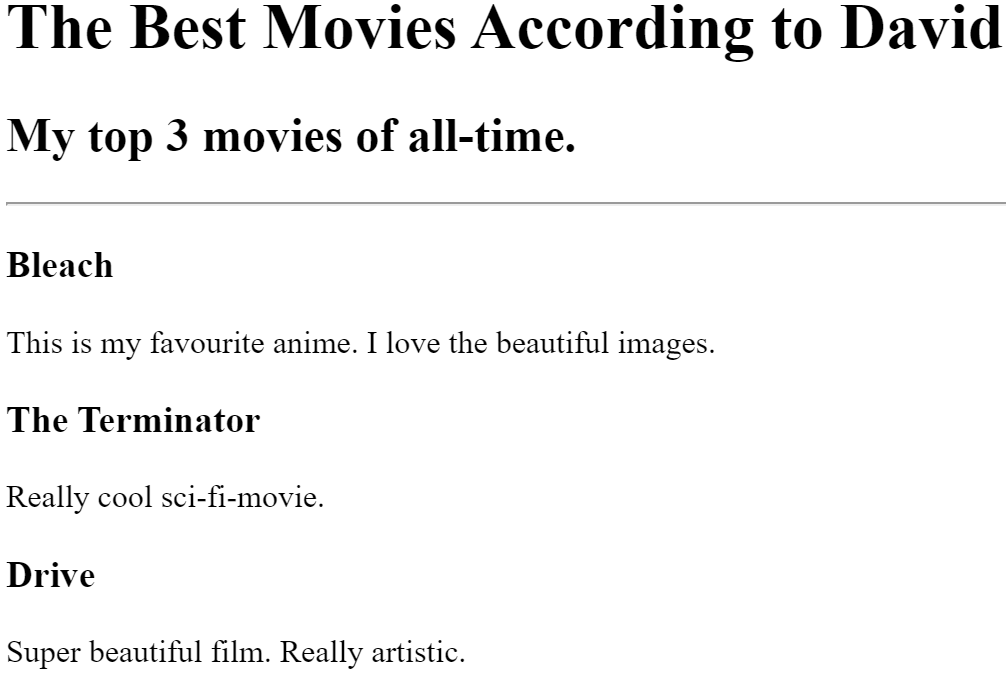 The Best Movies According to David
My top 3 movies of all-time.
Bleach
This is my favourite anime. I love the beautiful images.
The Terminator
Really cool sci-fi-movie.
Drive
Super beautiful film. Really artistic.